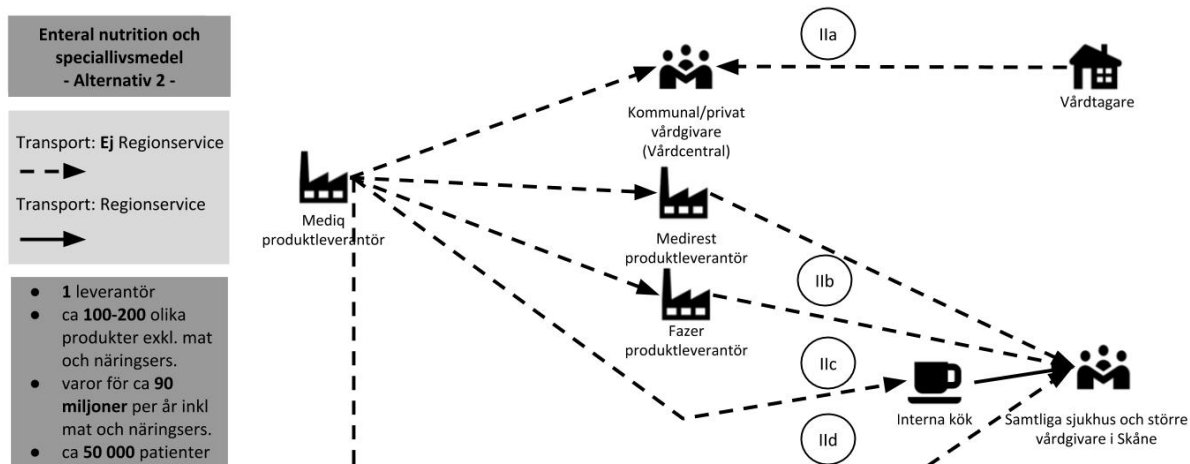 Enteral nutrition och
speciallivsmedel
- Alternativ 2 -
Transport: Ej Regionservice
Transport: Regionservice
● 1 leverantör
● ca 100-200 olika
produkter exkl. mat
och näringsers.
● varor för ca 90
miljoner per år inkl
mat och näringsers.
● ca 50 000 patienter
Mediq
produktleverantör
IIa
Kommunal/privat
vårdgivare
(Vårdcentral)
Vårdtagare
Medirest
produktleverantör
IIb
Fazer
produktleverantör
IIc
Interna kök
IId
Samtliga sjukhus och större
vårdgivare i Skåne